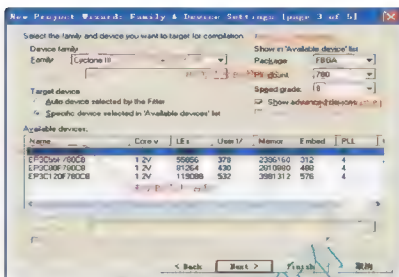 New Project Wizard: Family & Device Settings [page 3 of 5]
Select the family and device you want to target for compilation.
Device family
Family: Cyclone III
Show in 'Available device' list
Package: FBGA
Pin count: 780
Speed grade: 8
Show advanced devices
Target device
Auto device selected by the Fitter
Specific device selected in 'Available devices' list
Available devices:
Name Core v LEs User I/ Memor Embed PLL
EP3C55F780C8 1.2V 55856 378 2396160 312 4
EP3C80F780C8 1.2V 81264 430 2810880 488 4
EP3C120F780C8 1.2V 119088 532 3981312 576 4
< Back Next > Finish 取消